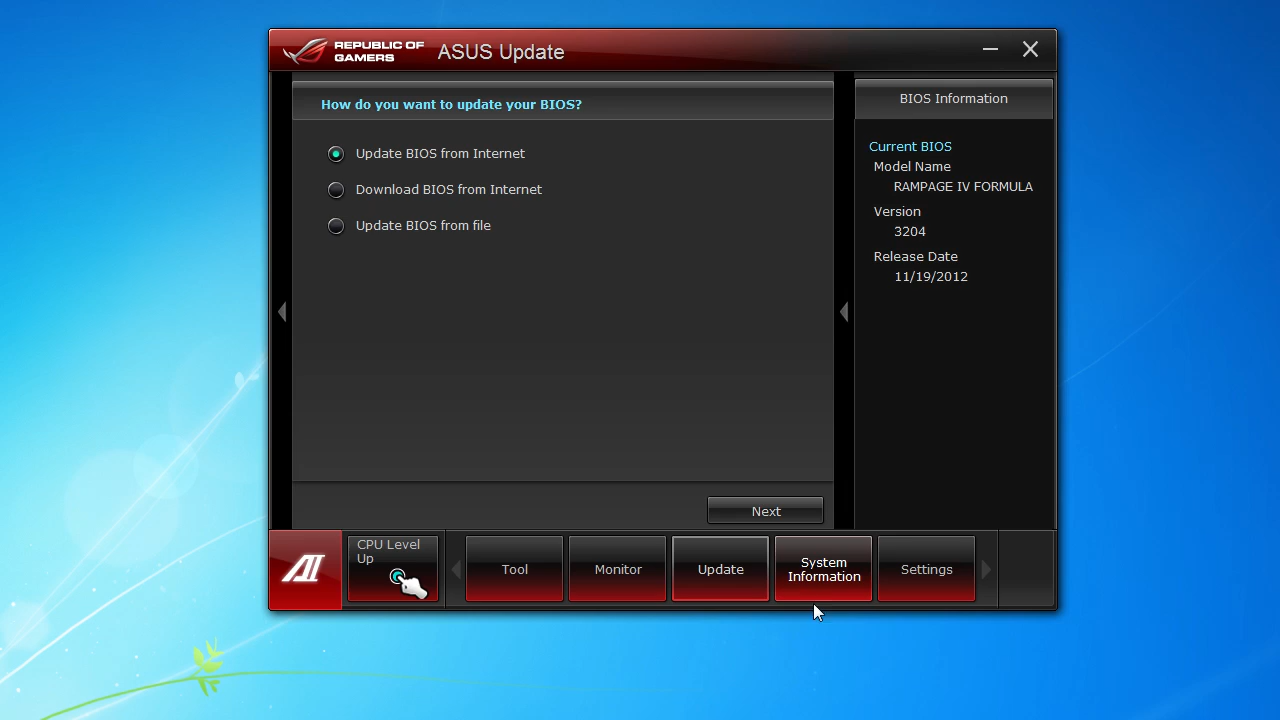 REPUBLIC OF
GAMERS
ASUS Update
How do you want to update your BIOS?
Update BIOS from Internet
Download BIOS from Internet
Update BIOS from file
Next
BIOS Information
Current BIOS
Model Name
RAMPAGE IV FORMULA
Version
3204
Release Date
11/19/2012
CPU Level
Up
Tool
Monitor
Update
System
Information
Settings